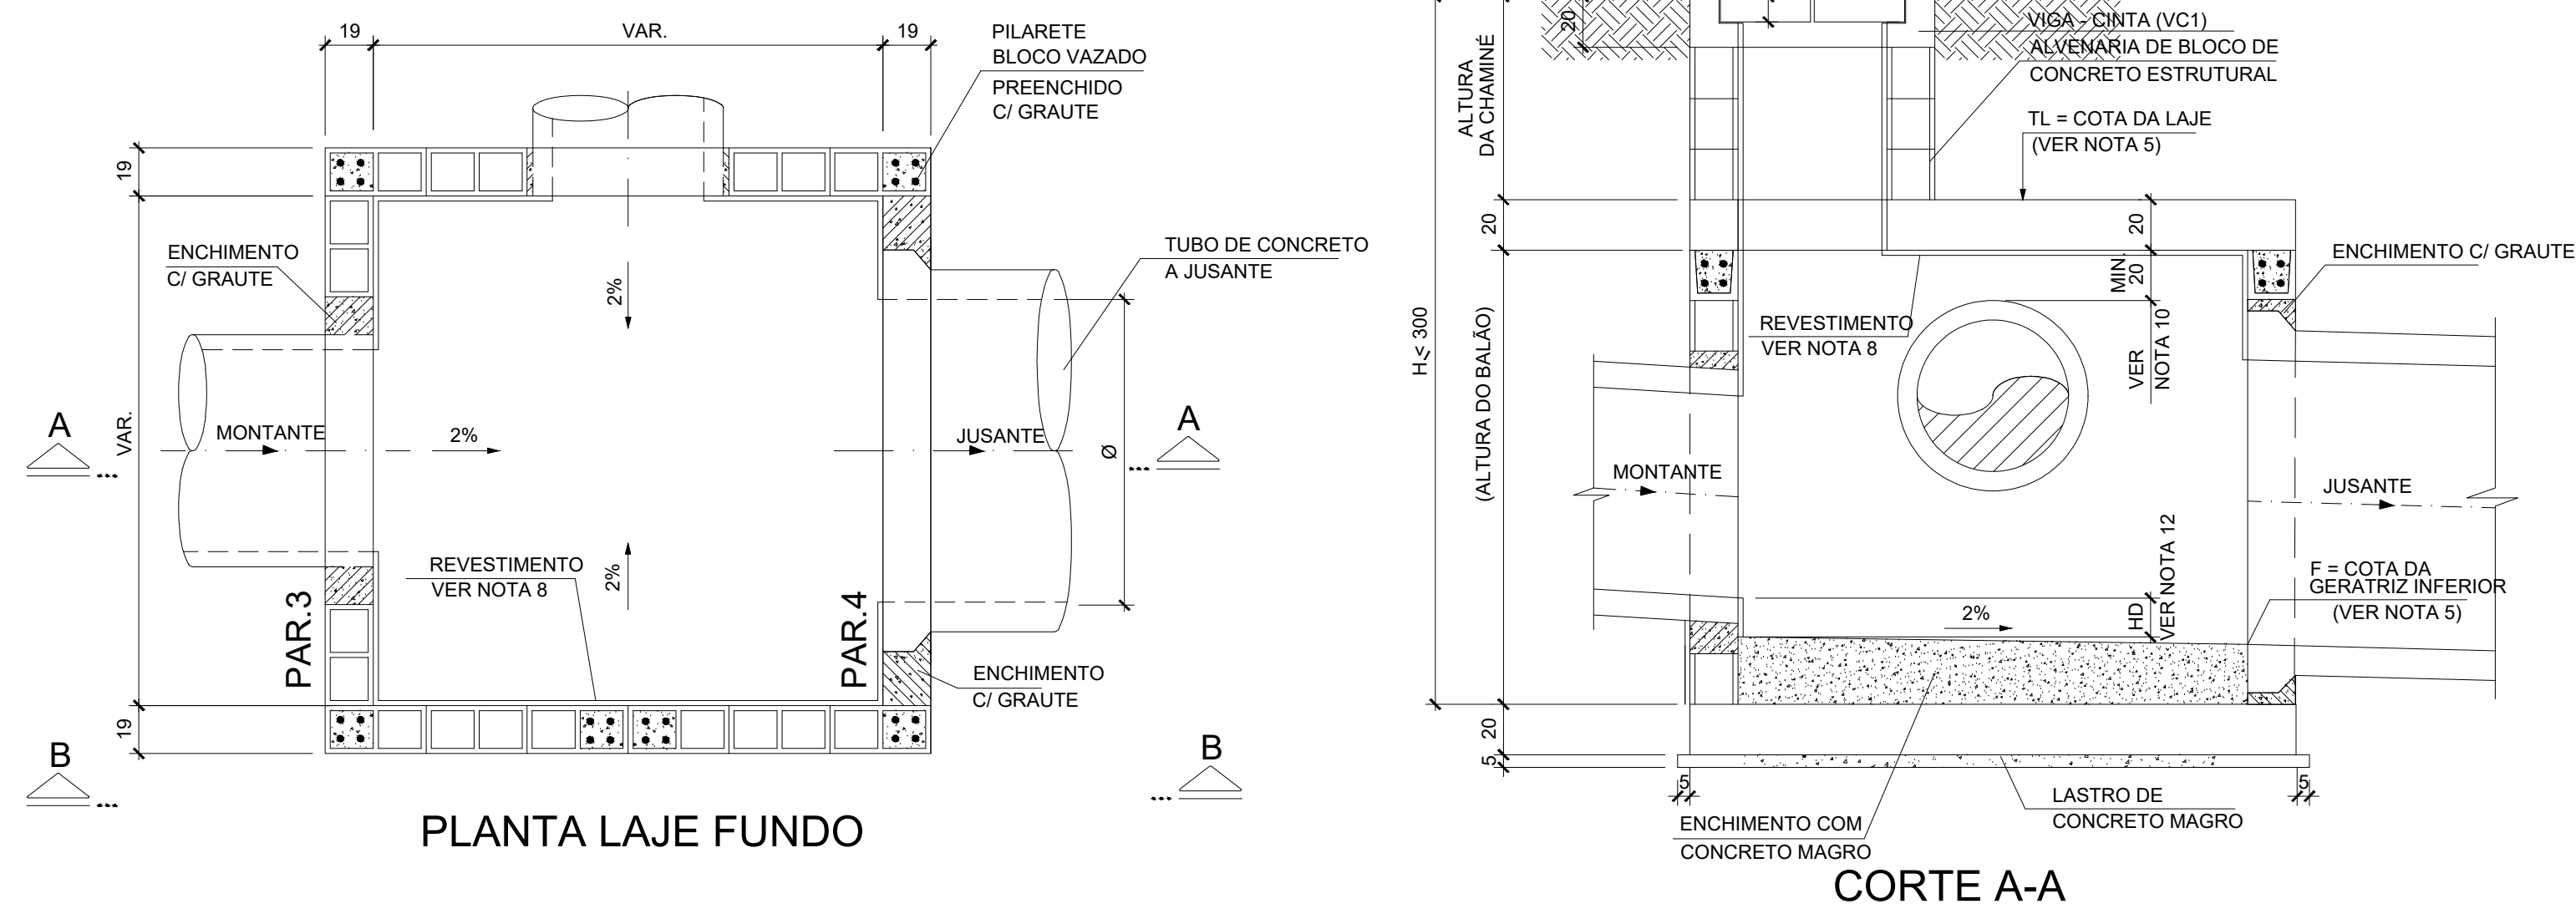 19
VAR.
19
PILARETE
BLOCO VAZADO
PREENCHIDO
C/ GRAUTE
19
ENCHIMENTO
C/ GRAUTE
2%
TUBO DE CONCRETO
A JUSANTE
A
VAR.
MONTANTE
2%
JUSANTE
Ø
A
REVESTIMENTO
VER NOTA 8
2%
PAR.3
PAR.4
ENCHIMENTO
C/ GRAUTE
19
B
B
PLANTA LAJE FUNDO
20
VIGA - CINTA (VC1)
ALVENARIA DE BLOCO DE
CONCRETO ESTRUTURAL
ALTURA
DA CHAMINÉ
TL = COTA DA LAJE
(VER NOTA 5)
20
20
ENCHIMENTO C/ GRAUTE
MIN.
20
H ≤ 300
(ALTURA DO BALÃO)
REVESTIMENTO
VER NOTA 8
VER
NOTA 10
MONTANTE
JUSANTE
HD
VER NOTA 12
F = COTA DA
GERATRIZ INFERIOR
(VER NOTA 5)
2%
20
5
5
5
LASTRO DE
CONCRETO MAGRO
ENCHIMENTO COM
CONCRETO MAGRO
CORTE A-A